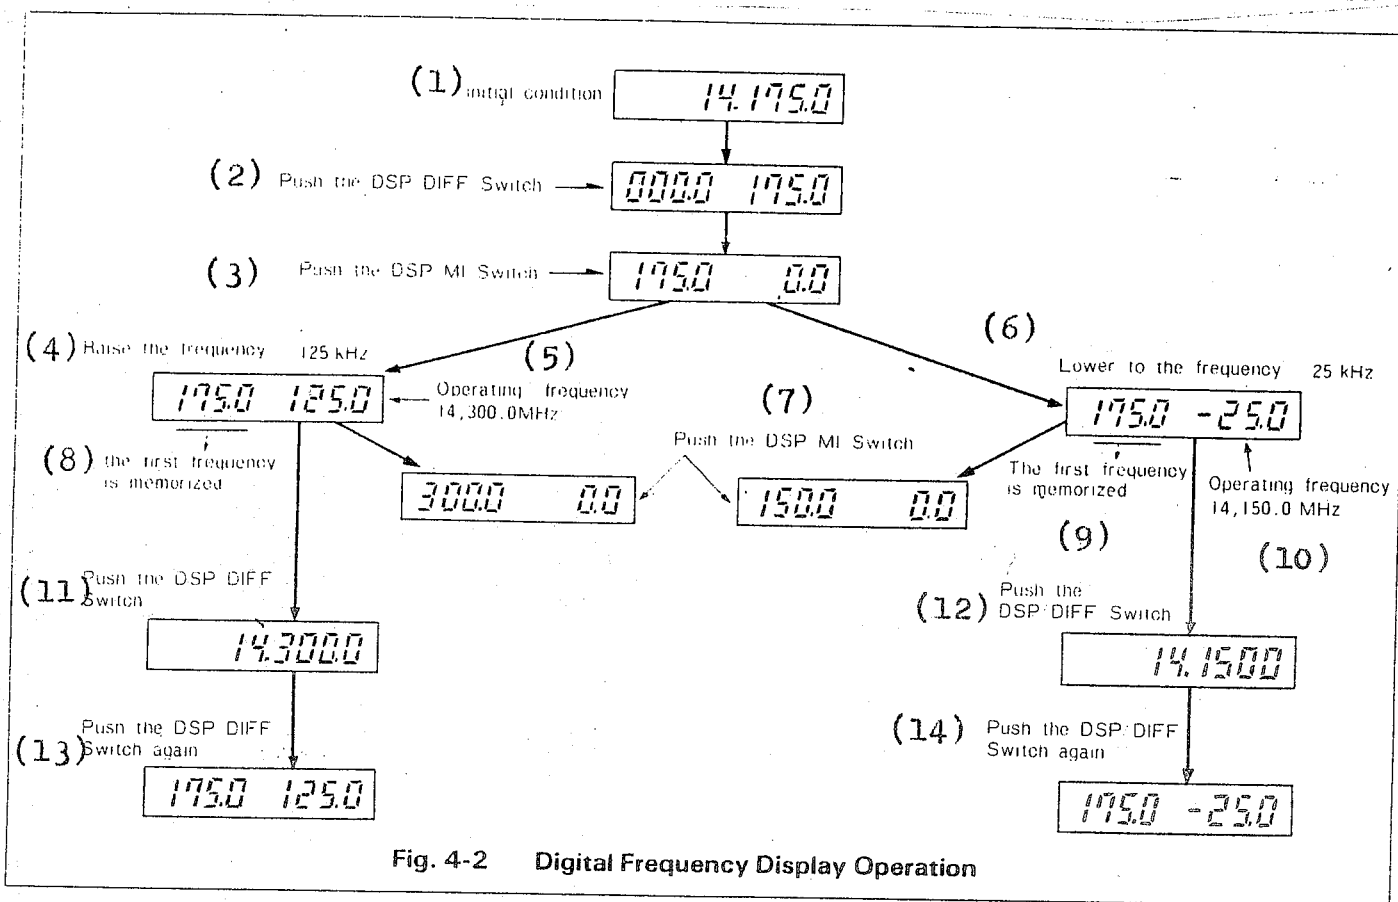 (1) initial condition
14.175.0
(2) Push the DSP DIFF Switch
000.0 175.0
(3) Push the DSP MI Switch
175.0 0.0
(4) Raise the frequency 125 kHz
175.0 125.0
(5)
Operating frequency
14,300.0MHz
(6)
Lower to the frequency 25 kHz
175.0 -25.0
(7)
Push the DSP MI Switch
300.0 0.0
150.0 0.0
(8) the first frequency
is memorized
The first frequency
is memorized
(9)
Operating frequency
14,150.0 MHz
(10)
(11) Push the DSP DIFF
Switch
14.300.0
(12) Push the
DSP DIFF Switch
14.150.0
(13) Push the DSP DIFF
Switch again
175.0 125.0
(14) Push the DSP DIFF
Switch again
175.0 -25.0
Fig. 4-2 Digital Frequency Display Operation